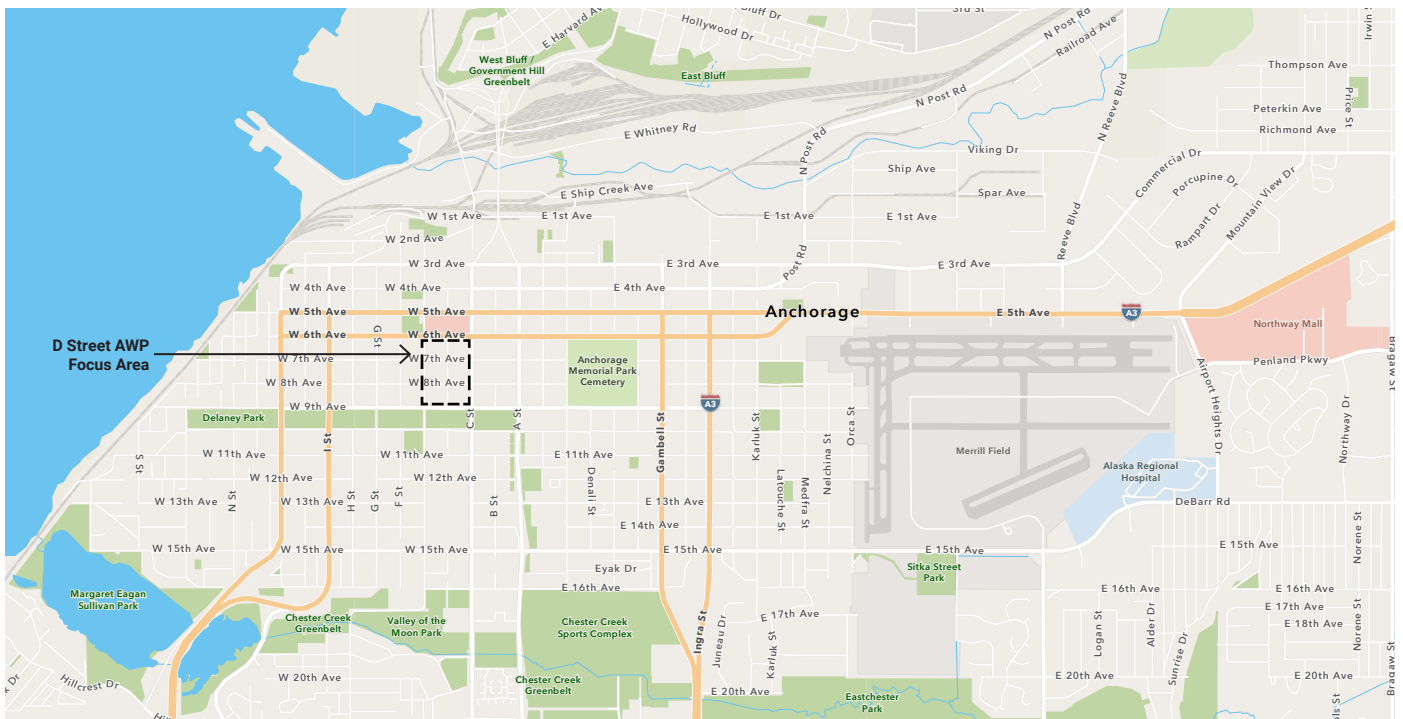 3rd St
Bluff Dr
Hollywood Dr
E Harvard Av
N Post Rd
Railroad Ave
Irwin S
West Bluff /
Government Hill
Greenbelt
East Bluff
Thompson Ave
Price St
N Post Rd
N Reeve Blvd
Peterkin Ave
Richmond Ave
E Whitney Rd
N Post Rd
Viking Dr
Commercial Dr
Ship Ave
Porcupine Dr
Mountain View Dr
E Ship Creek Ave
Spar Ave
W 1st Ave
E 1st Ave
E 1st Ave
E 1st Ave
Reeve Blvd
Rampart Dr
W 2nd Ave
W 3rd Ave
E 3rd Ave
Post Rd
E 3rd Ave
W 4th Ave
W 4th Ave
E 4th Ave
W 5th Ave
W 5th Ave
Anchorage
E 5th Ave
A3
Northway Mall
W 6th Ave
G St
W 6th Ave
D Street AWP
Focus Area
W 7th Ave
W 7th Ave
Anchorage
Memorial Park
Cemetery
Penland Pkwy
Bragaw St
W 8th Ave
W 8th Ave
Airport Heights Dr
W 9th Ave
A3
Delaney Park
C St
A St
Gambell St
Karluk St
Orca St
Northway Dr
I St
S St
W 11th Ave
W 11th Ave
E 11th Ave
Nelchina St
Merrill Field
Alaska Regional
Hospital
W 12th Ave
W 12th Ave
Denali St
Latouche St
Medfra St
W 13th Ave
N St
W 13th Ave
H St
G St
F St
B St
E 13th Ave
DeBarr Rd
E 14th Ave
Norene St
W 15th Ave
W 15th Ave
W 15th Ave
E 15th Ave
E 15th Ave
E 15th Ave
Eyak Dr
Sitka Street
Park
E 16th Ave
E 16th Ave
E 16th Ave
Margaret Eagan
Sullivan Park
Chester Creek
Greenbelt
Valley of the
Moon Park
Chester Creek
Sports Complex
Ingra St
Juneau Dr
E 17th Ave
Karluk St
Logan St
Alder Dr
Sunrise Dr
E 17th Ave
E 18th Ave
Norene St
Bragaw St
Hillcrest Dr
W 20th Ave
Chester Creek
Greenbelt
E 20th Ave
Eastchester
Park
E 20th Ave
E 20th Ave